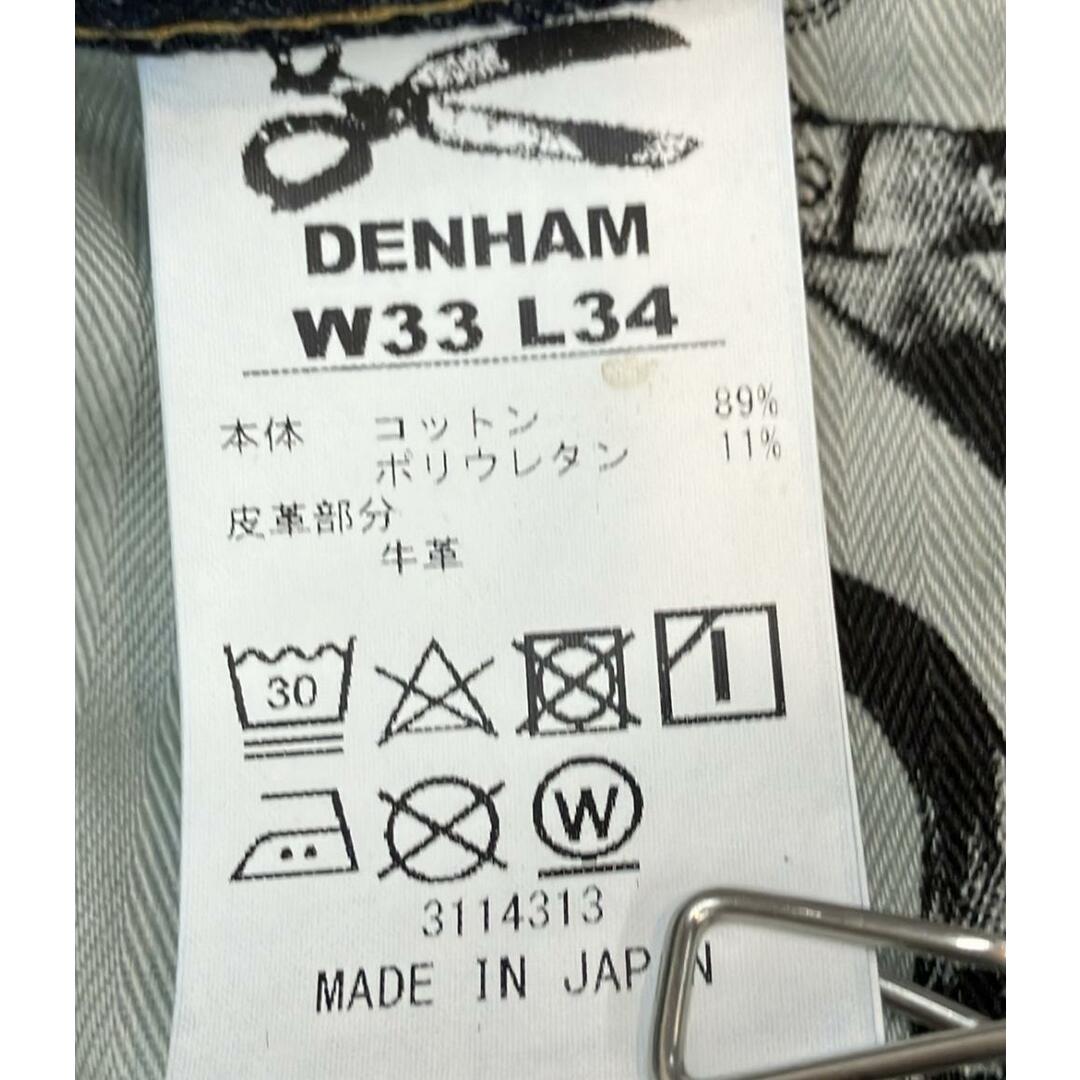 DENHAM
W33 L34
本体 コットン 89%
ポリウレタン 11%
皮革部分
牛革
30
W
3114313
MADE IN JAPAN